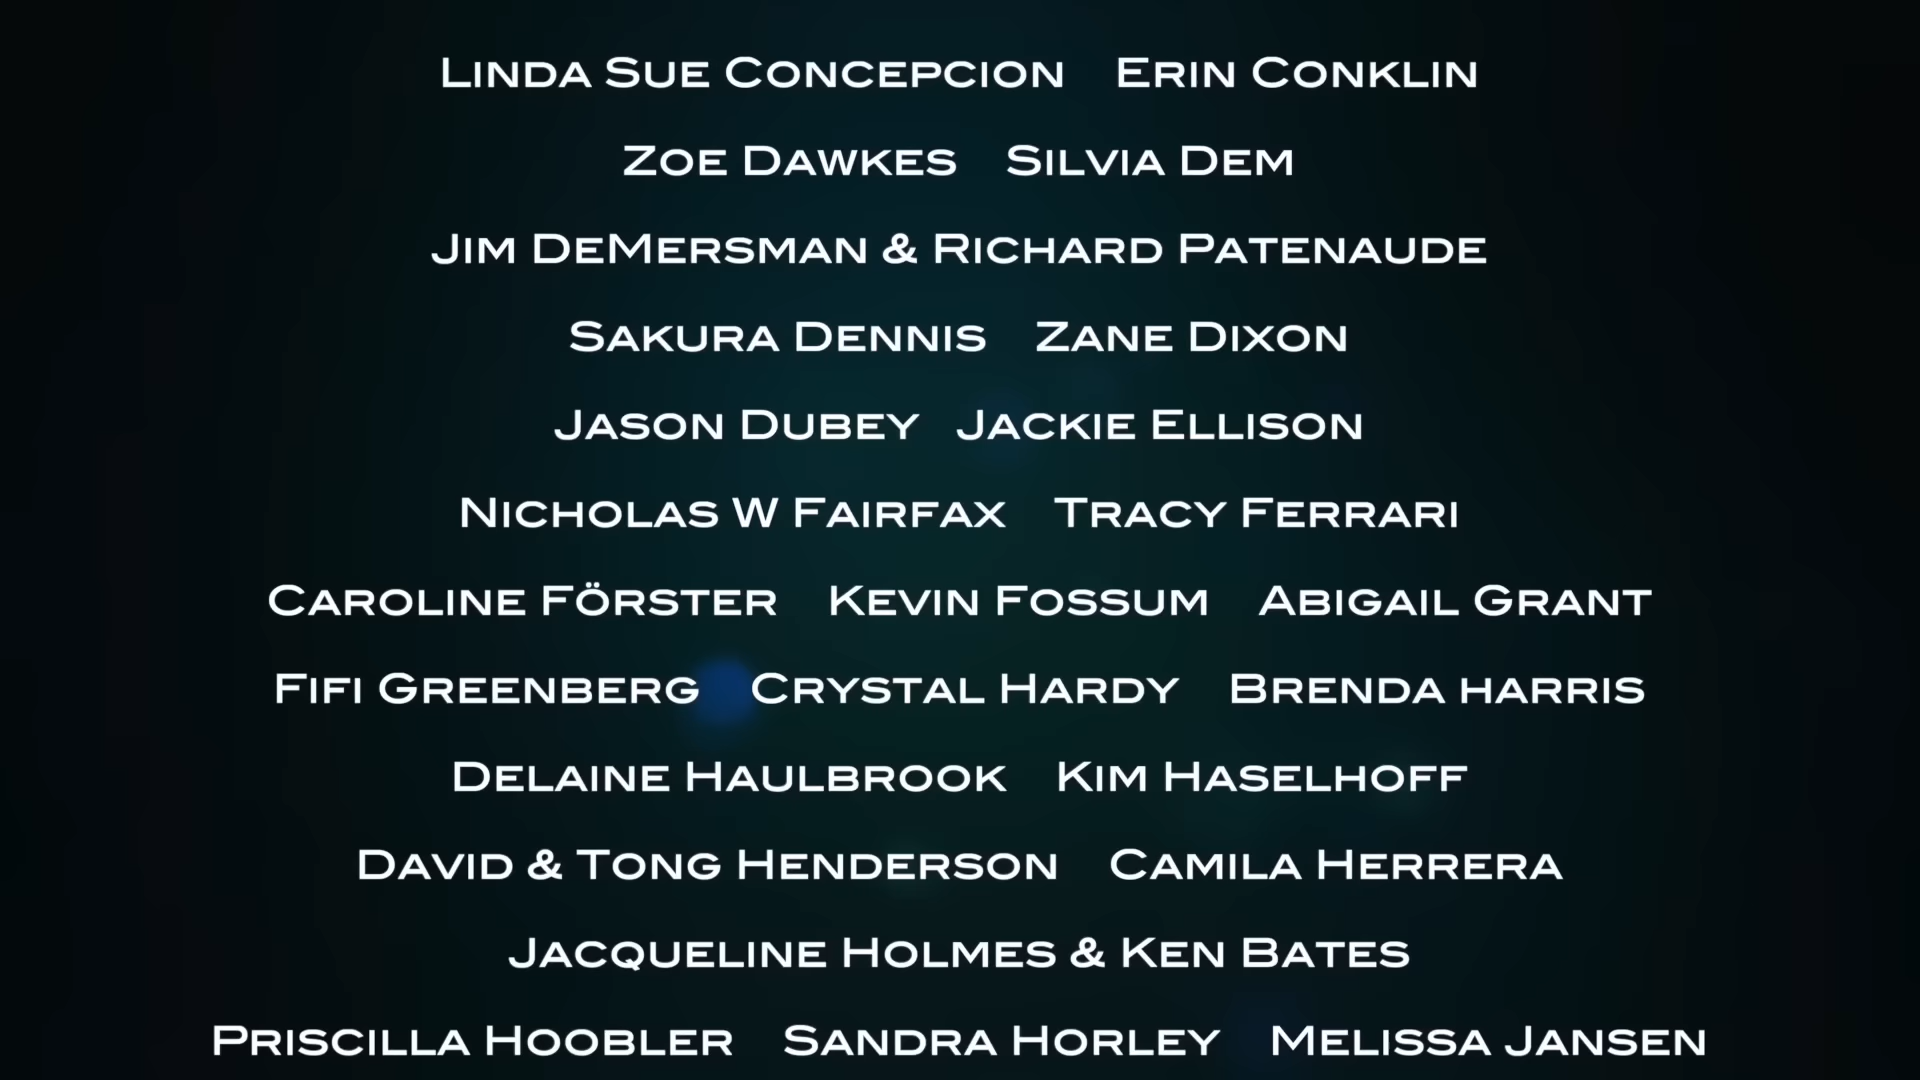 Linda Sue Concepcion Erin Conklin
Zoe Dawkes Silvia Dem
Jim DeMersman & Richard Patenaude
Sakura Dennis Zane Dixon
Jason Dubey Jackie Ellison
Nicholas W Fairfax Tracy Ferrari
Caroline Förster Kevin Fossum Abigail Grant
Fifi Greenberg Crystal Hardy Brenda harris
Delaine Haulbrook Kim Haselhoff
David & Tong Henderson Camila Herrera
Jacqueline Holmes & Ken Bates
Priscilla Hoobler Sandra Horley Melissa Jansen